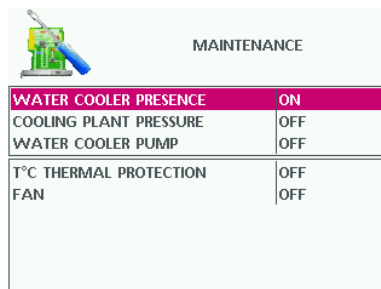 MAINTENANCE
WATER COOLER PRESENCE ON
COOLING PLANT PRESSURE OFF
WATER COOLER PUMP OFF
T°C THERMAL PROTECTION OFF
FAN OFF